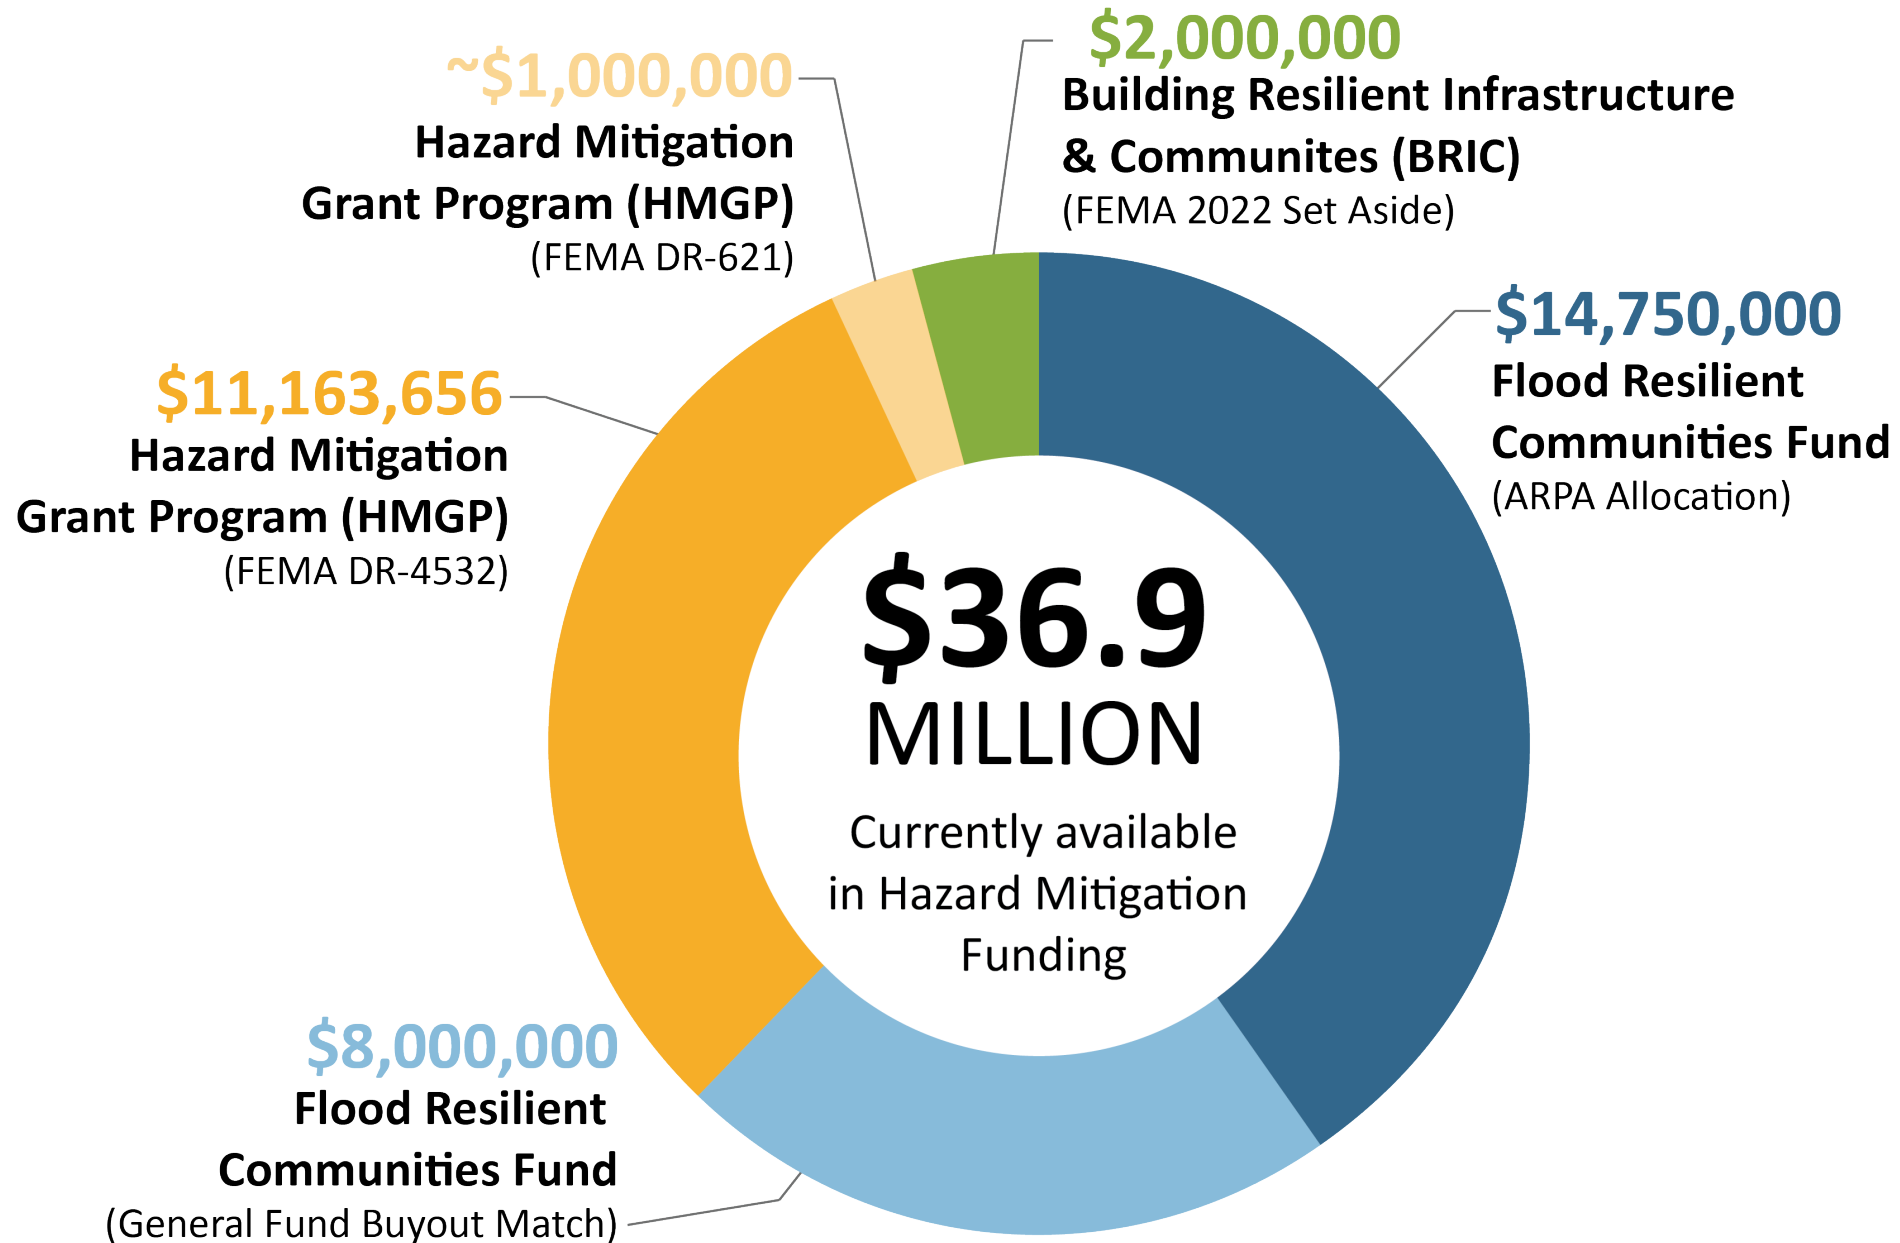 $2,000,000
Building Resilient Infrastructure
& Communites (BRIC)
(FEMA 2022 Set Aside)
~$1,000,000
Hazard Mitigation
Grant Program (HMGP)
(FEMA DR-621)
$14,750,000
Flood Resilient
Communities Fund
(ARPA Allocation)
$11,163,656
Hazard Mitigation
Grant Program (HMGP)
(FEMA DR-4532)
$36.9
MILLION
Currently available
in Hazard Mitigation
Funding
$8,000,000
Flood Resilient
Communities Fund
(General Fund Buyout Match)